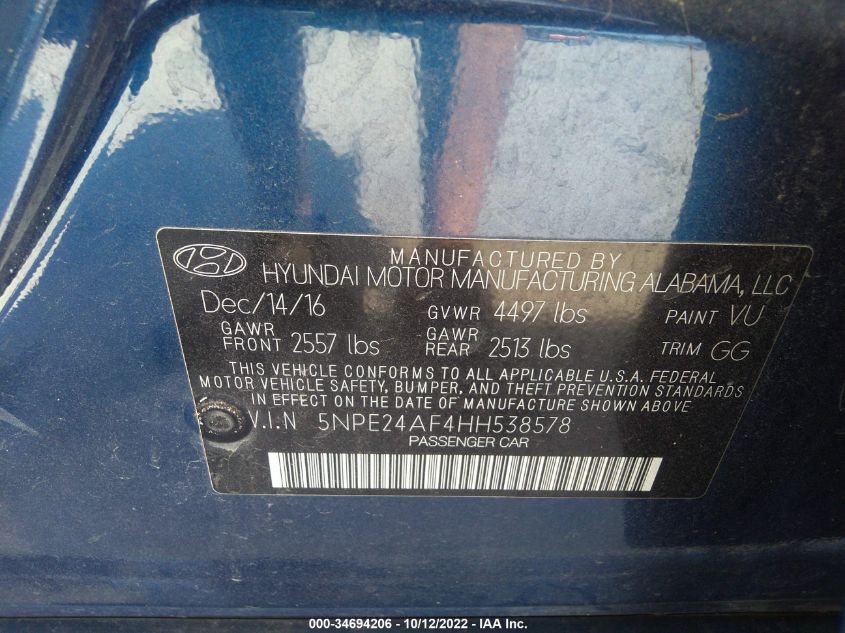 MANUFACTURED BY
HYUNDAI MOTOR MANUFACTURING ALABAMA, LLC
Dec/14/16 GVWR 4497 lbs PAINT VU
GAWR FRONT 2557 lbs GAWR REAR 2513 lbs TRIM GG
THIS VEHICLE CONFORMS TO ALL APPLICABLE U.S.A. FEDERAL
MOTOR VEHICLE SAFETY, BUMPER, AND THEFT PREVENTION STANDARDS
IN EFFECT ON THE DATE OF MANUFACTURE SHOWN ABOVE
V.I.N 5NPE24AF4HH538578
PASSENGER CAR
000-34694206 - 10/12/2022 - IAA Inc.